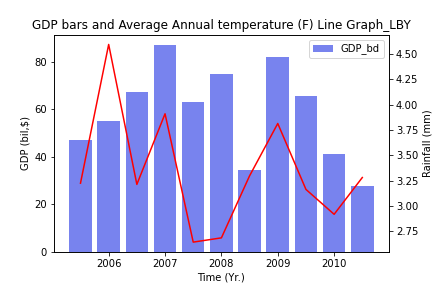 GDP bars and Average Annual temperature (F) Line Graph_LBY
GDP_bd
80
60
40
20
0
GDP (bil,$)
4.50
4.25
4.00
3.75
3.50
3.25
3.00
2.75
Rainfall (mm)
2006 2007 2008 2009 2010
Time (Yr.)